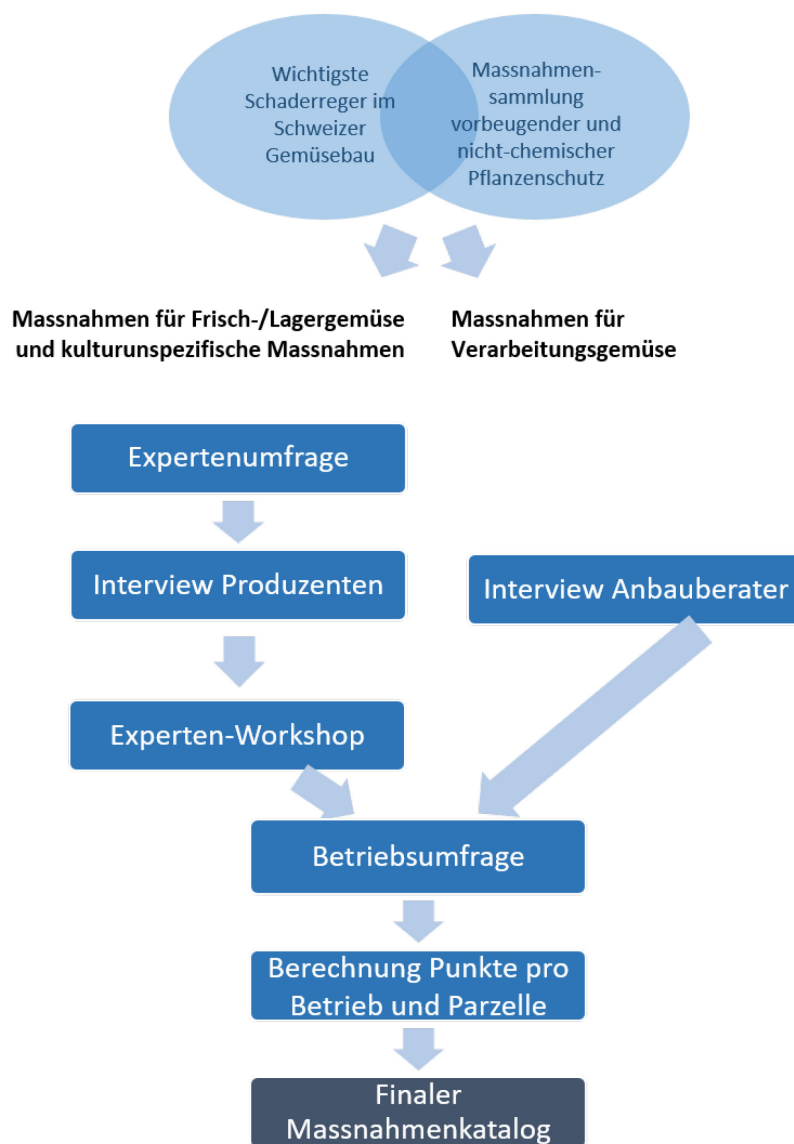 Wichtigste
Schaderreger im
Schweizer
Gemüsebau
Massnahmen-
sammlung
vorbeugender und
nicht-chemischer
Pflanzenschutz
Massnahmen für Frisch-/Lagergemüse
und kulturunspezifische Massnahmen
Massnahmen für
Verarbeitungsgemüse
Expertenumfrage
Interview Produzenten
Interview Anbauberater
Experten-Workshop
Betriebsumfrage
Berechnung Punkte pro
Betrieb und Parzelle
Finaler
Massnahmenkatalog